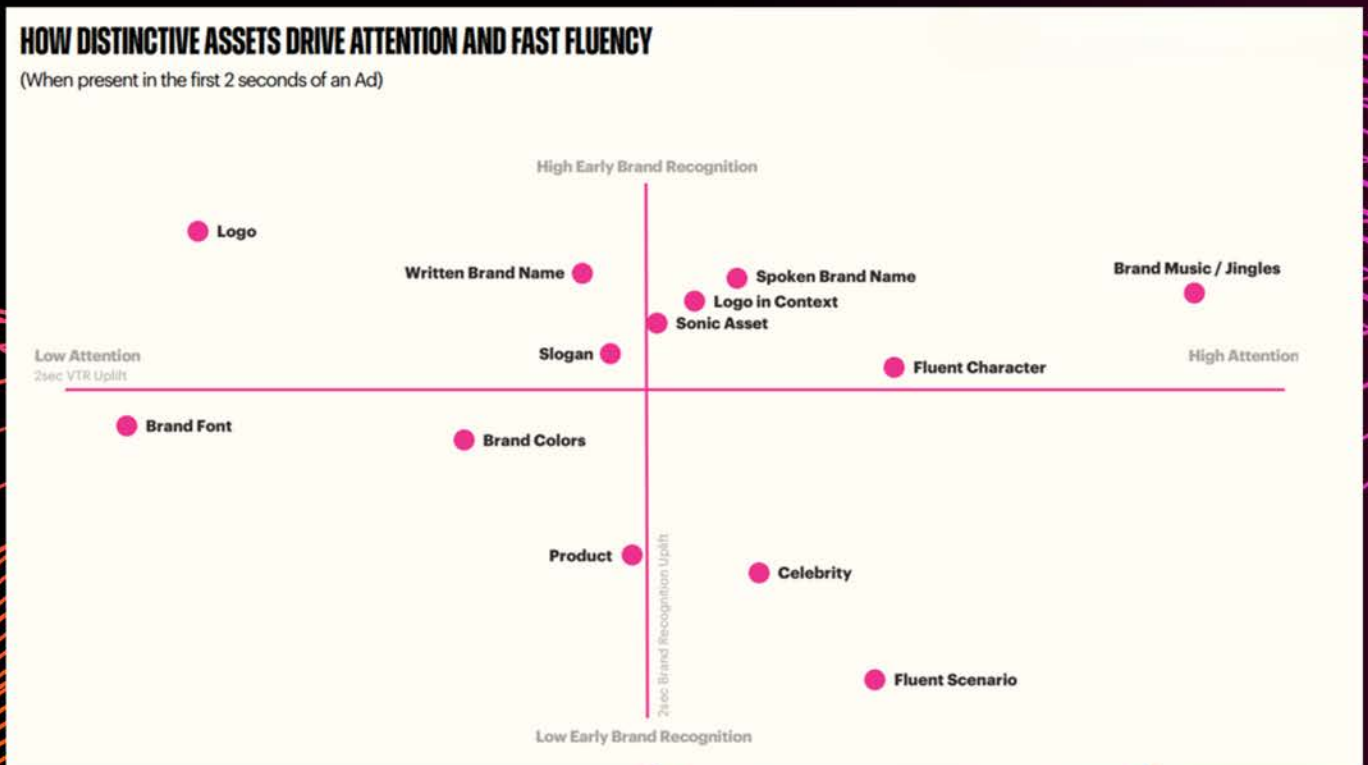 HOW DISTINCTIVE ASSETS DRIVE ATTENTION AND FAST FLUENCY
(When present in the first 2 seconds of an Ad)
High Early Brand Recognition
Logo
Written Brand Name
Spoken Brand Name
Brand Music / Jingles
Logo in Context
Sonic Asset
Slogan
Low Attention
2sec VTR Uplift
High Attention
Fluent Character
Brand Font
Brand Colors
Product
2sec Brand Recognition Uplift
Celebrity
Fluent Scenario
Low Early Brand Recognition